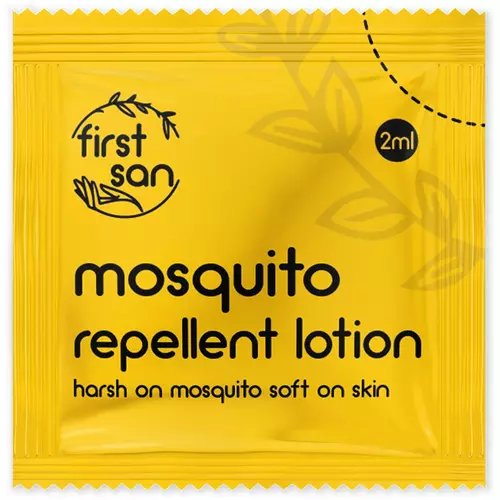 first
san
2ml
mosquito
repellent lotion
harsh on mosquito soft on skin